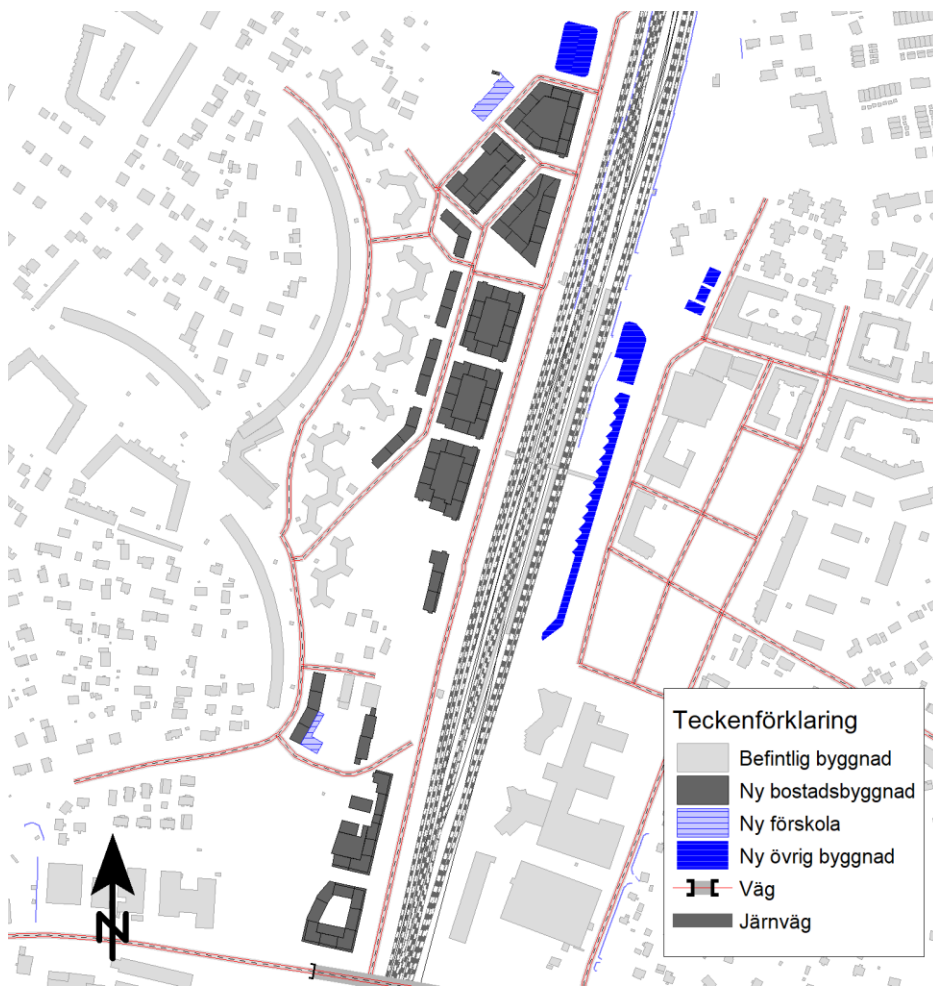 Teckenförklaring
Befintlig byggnad
Ny bostadsbyggnad
Ny förskola
Ny övrig byggnad
Väg
Järnväg
N